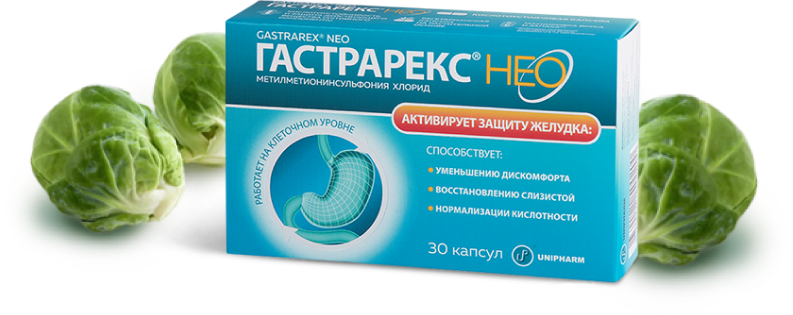 GASTRAREX® NEO
ГАСТРАРЕКС® НЕО
МЕТИЛМЕТИОНИНСУЛЬФОНИЯ ХЛОРИД
АКТИВИРУЕТ ЗАЩИТУ ЖЕЛУДКА:
РАБОТАЕТ НА КЛЕТОЧНОМ УРОВНЕ
СПОСОБСТВУЕТ:
УМЕНЬШЕНИЮ ДИСКОМФОРТА
ВОССТАНОВЛЕНИЮ СЛИЗИСТОЙ
НОРМАЛИЗАЦИИ КИСЛОТНОСТИ
30 капсул
UNIPHARM